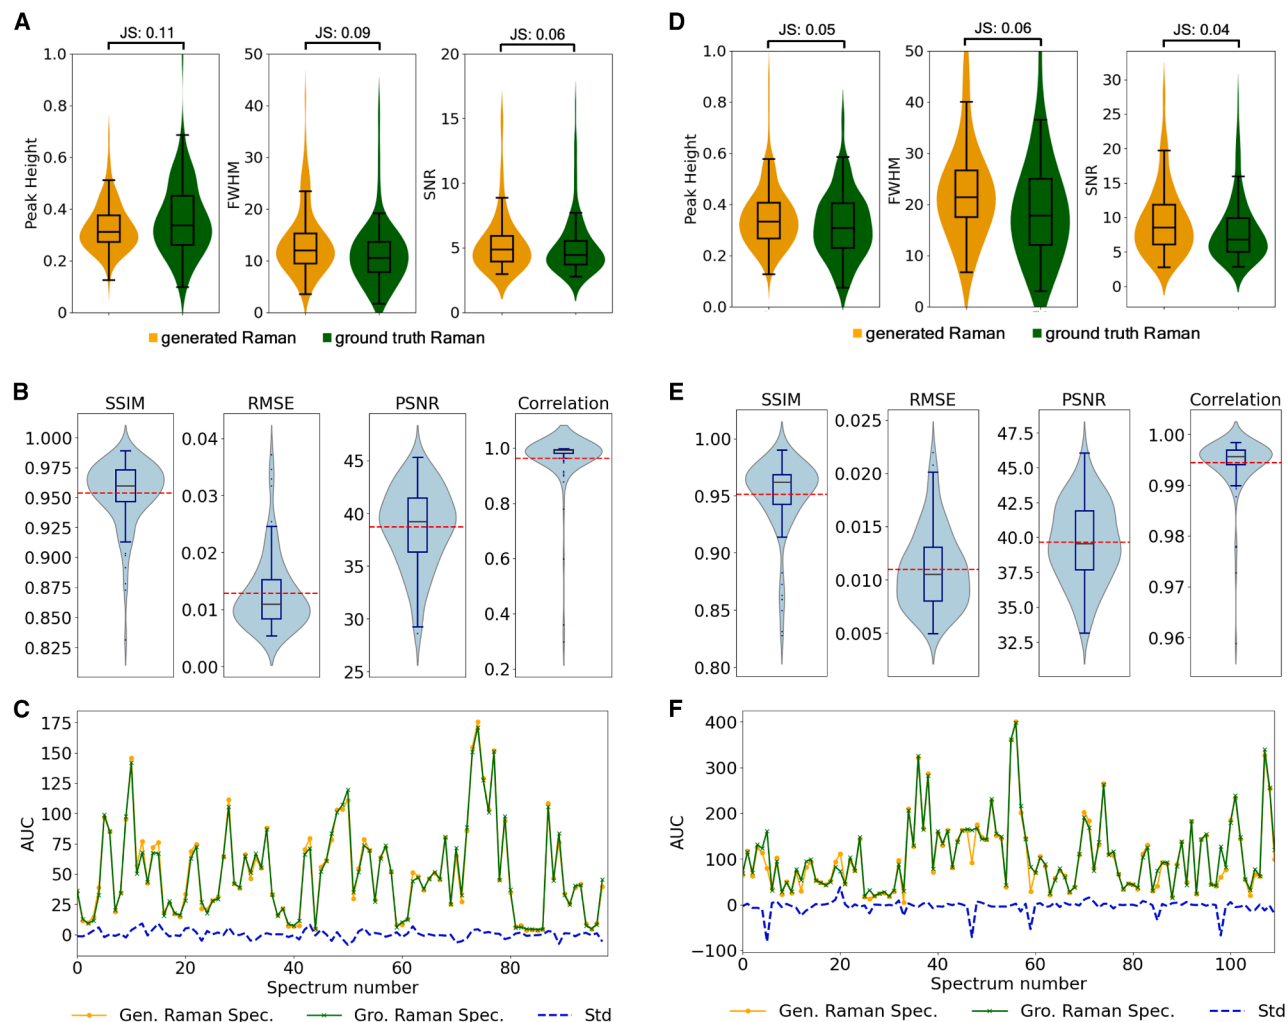 A
JS: 0.11
JS: 0.09
JS: 0.06
Peak Height
1.0
0.8
0.6
0.4
0.2
0
FWHM
50
40
30
20
10
0
SNR
20
15
10
5
0
generated Raman
ground truth Raman
D
JS: 0.05
JS: 0.06
JS: 0.04
Peak Height
1.0
0.8
0.6
0.4
0.2
0.0
FWHM
50
40
30
20
10
0
SNR
30
25
20
15
10
5
0
generated Raman
ground truth Raman
B
SSIM
RMSE
PSNR
Correlation
1.000
0.975
0.950
0.925
0.900
0.875
0.850
0.825
0.04
0.03
0.02
0.01
0.00
45
40
35
30
25
1.0
0.8
0.6
0.4
0.2
E
SSIM
RMSE
PSNR
Correlation
1.00
0.95
0.90
0.85
0.80
0.025
0.020
0.015
0.010
0.005
47.5
45.0
42.5
40.0
37.5
35.0
32.5
1.00
0.99
0.98
0.97
0.96
C
AUC
175
150
125
100
75
50
25
0
0 20 40 60 80
Spectrum number
Gen. Raman Spec. Gro. Raman Spec. Std
F
AUC
400
300
200
100
0
−100
0 20 40 60 80 100
Spectrum number
Gen. Raman Spec. Gro. Raman Spec. Std